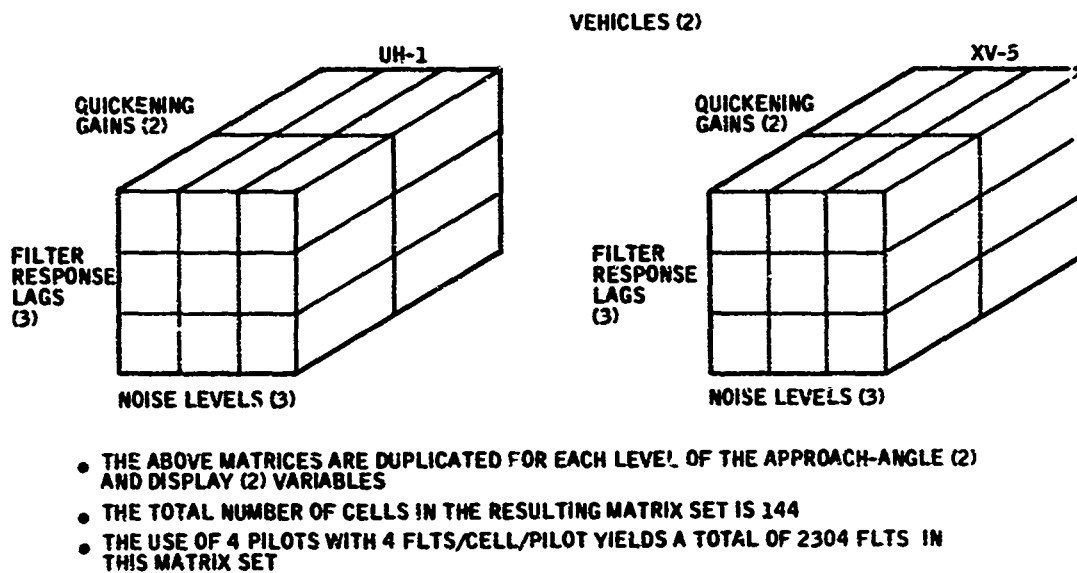 VEHICLES (2)
UH-1
QUICKENING
GAINS (2)
FILTER
RESPONSE
LAGS
(3)
NOISE LEVELS (3)
XV-5
QUICKENING
GAINS (2)
FILTER
RESPONSE
LAGS
(3)
NOISE LEVELS (3)
• THE ABOVE MATRICES ARE DUPLICATED FOR EACH LEVEL OF THE APPROACH-ANGLE (2)
AND DISPLAY (2) VARIABLES
• THE TOTAL NUMBER OF CELLS IN THE RESULTING MATRIX SET IS 144
• THE USE OF 4 PILOTS WITH 4 FLTS/CELL/PILOT YIELDS A TOTAL OF 2304 FLTS IN
THIS MATRIX SET